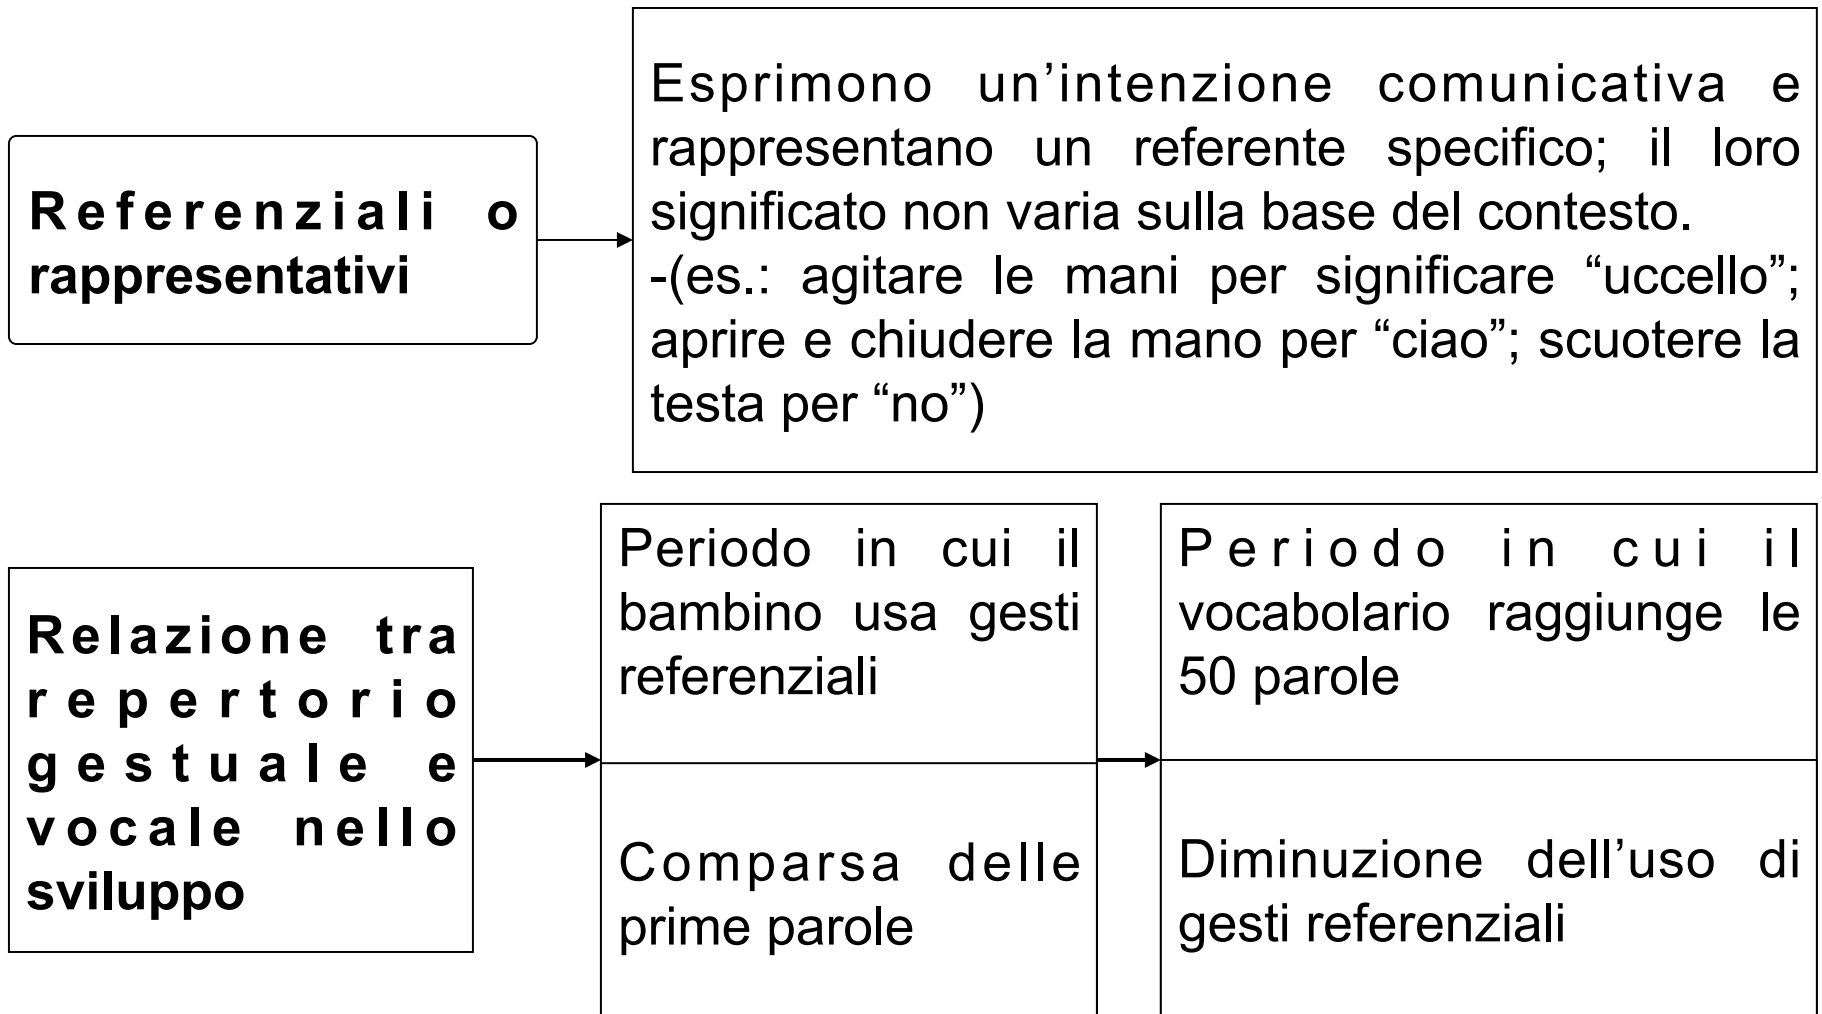 Referenziali o
rappresentativi
Esprimono un’intenzione comunicativa e
rappresentano un referente specifico; il loro
significato non varia sulla base del contesto.
-(es.: agitare le mani per significare “uccello”;
aprire e chiudere la mano per “ciao”; scuotere la
testa per “no”)
Relazione tra
repertorio
gestuale e
vocale nello
sviluppo
Periodo in cui il
bambino usa gesti
referenziali
Comparsa delle
prime parole
Periodo in cui il
vocabolario raggiunge le
50 parole
Diminuzione dell’uso di
gesti referenziali